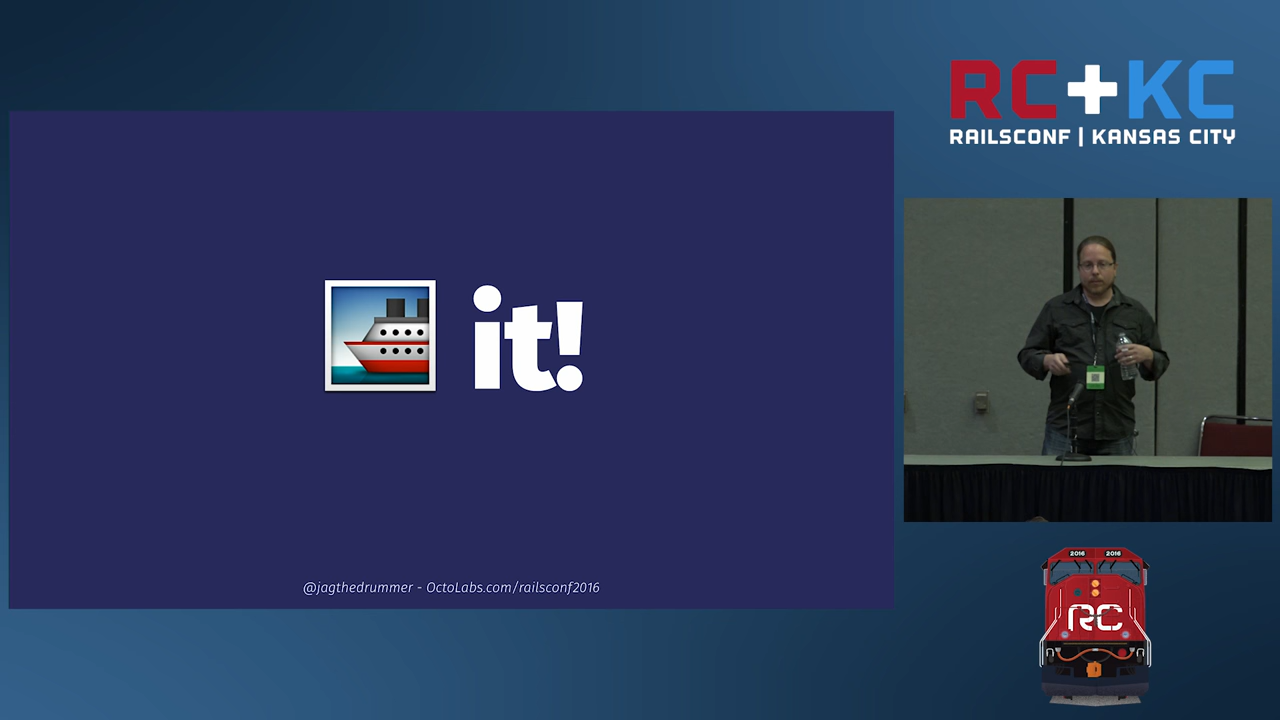 it!
@jagthedrummer - OctoLabs.com/railsconf2016
RC+KC
RAILSCONF | KANSAS CITY
2016 2016
RC